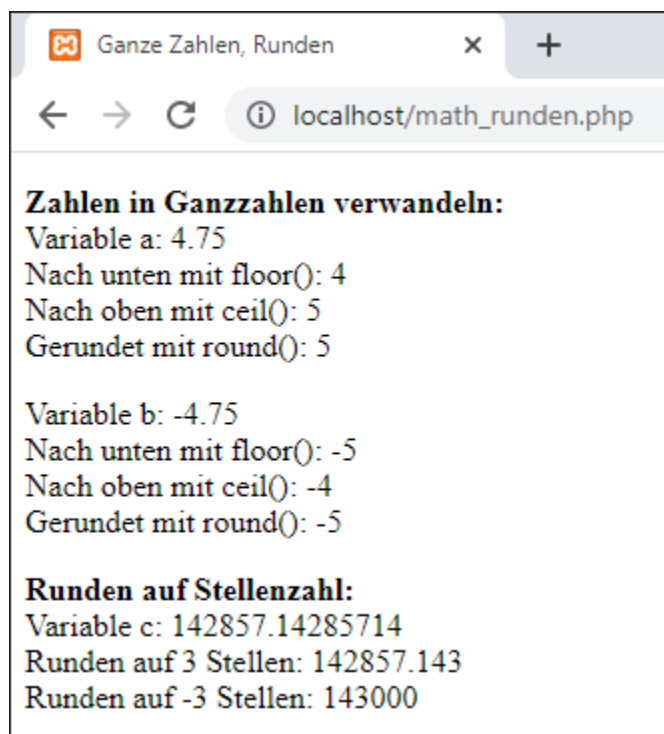 Ganze Zahlen, Runden
localhost/math_runden.php
Zahlen in Ganzzahlen verwandeln:
Variable a: 4.75
Nach unten mit floor(): 4
Nach oben mit ceil(): 5
Gerundet mit round(): 5
Variable b: -4.75
Nach unten mit floor(): -5
Nach oben mit ceil(): -4
Gerundet mit round(): -5
Runden auf Stellenzahl:
Variable c: 142857.14285714
Runden auf 3 Stellen: 142857.143
Runden auf -3 Stellen: 143000